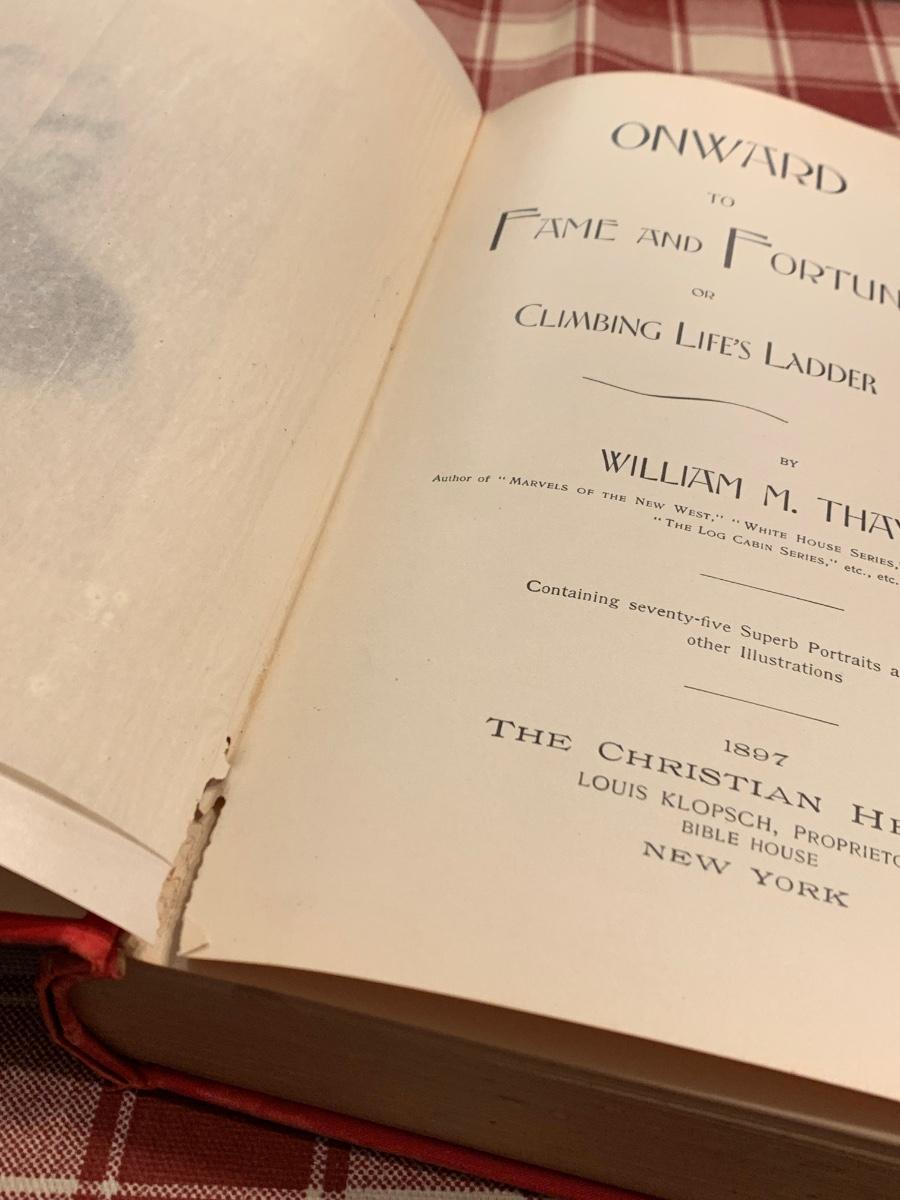 ONWARD
TO
FAME AND FORTUN
OR
CLIMBING LIFE'S LADDER
BY
WILLIAM M. THAY
Author of "MARVELS OF THE NEW WEST," "WHITE HOUSE SERIES,"
"THE LOG CABIN SERIES," etc., etc.
Containing seventy-five Superb Portraits a
other Illustrations
1897
THE CHRISTIAN HE
LOUIS KLOPSCH, PROPRIETO
BIBLE HOUSE
NEW YORK